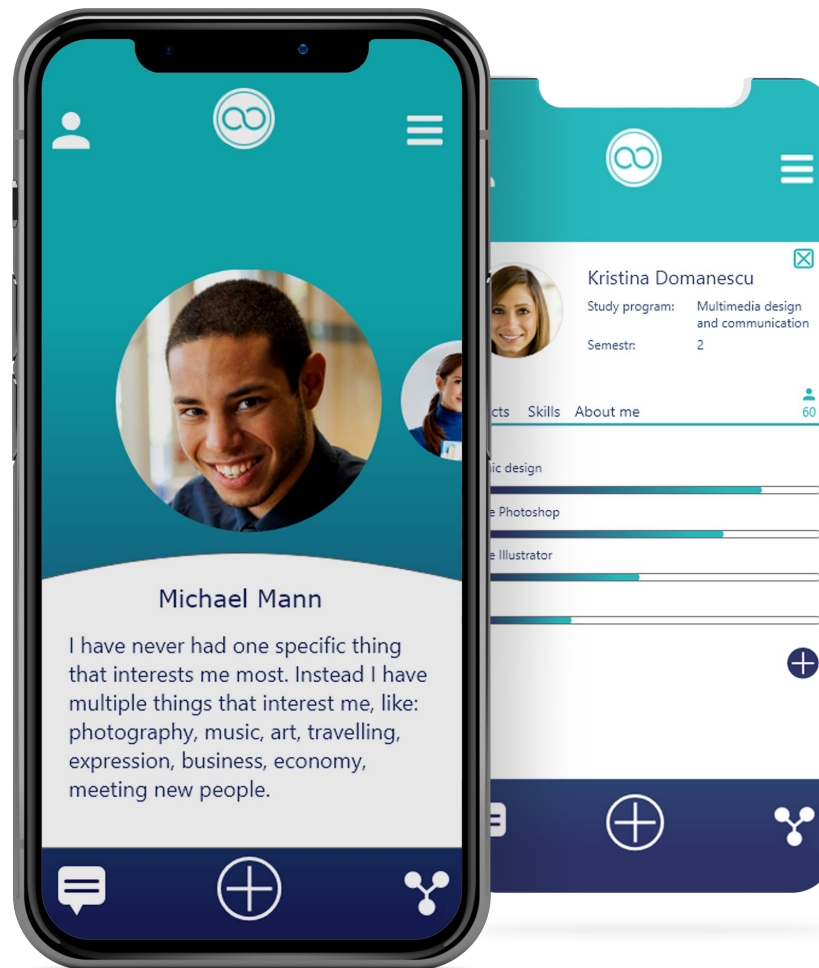 Michael Mann
I have never had one specific thing
that interests me most. Instead I have
multiple things that interest me, like:
photography, music, art, travelling,
expression, business, economy,
meeting new people.
Kristina Domanescu
Study program: Multimedia design
and communication
Semestr: 2
Skills About me
60
design
Photoshop
Illustrator